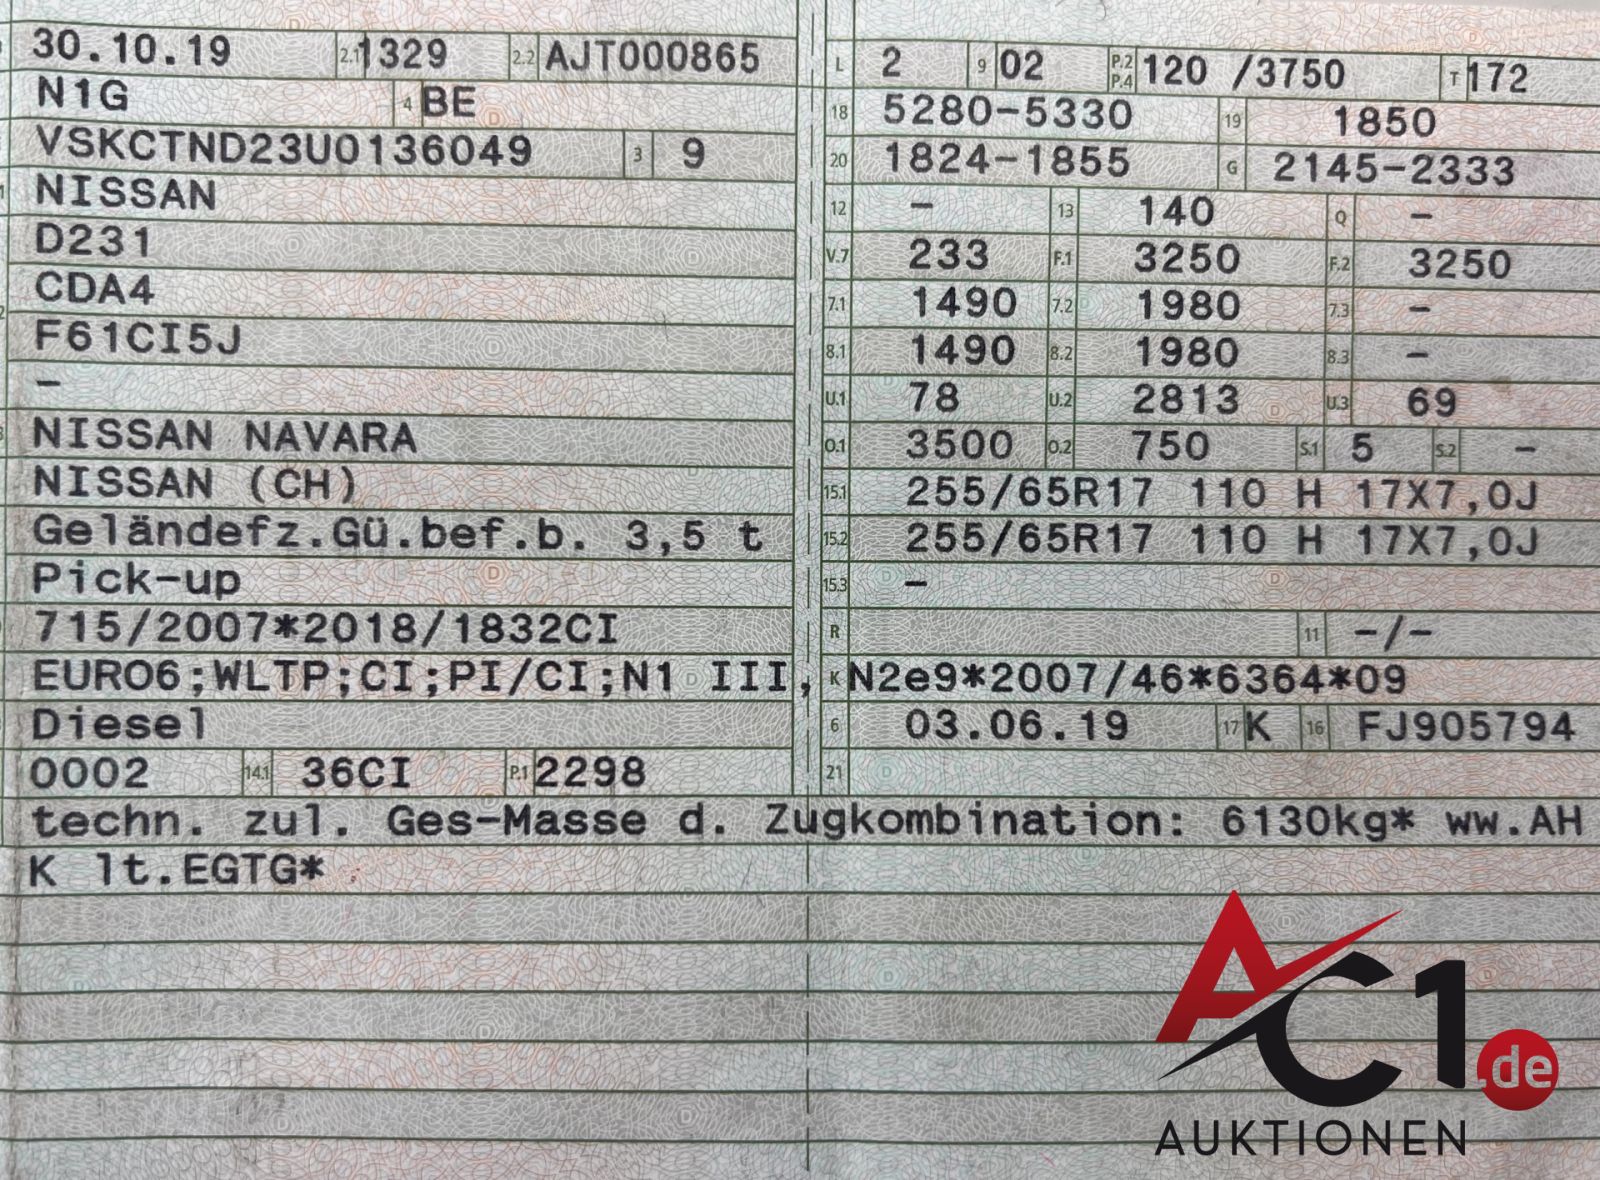 30.10.19 2.1 1329 2.2 AJT000865
N1G 4 BE
VSKCTND23U0136049 3 9
NISSAN
D231
CDA4
F61CI5J
–
NISSAN NAVARA
NISSAN (CH)
Geländefz.Gü.bef.b. 3,5 t
Pick-up
715/2007*2018/1832CI
EURO6;WLTP;CI;PI/CI;N1 III,
Diesel
0002 14.1 36CI P.1 2298
L 2 9 02 P.2 P.4 120 /3750 T 172
18 5280-5330 19 1850
20 1824-1855 G 2145-2333
12 – 13 140 Q –
V.7 233 F.1 3250 F.2 3250
7.1 1490 7.2 1980 7.3 –
8.1 1490 8.2 1980 8.3 –
U.1 78 U.2 2813 U.3 69
O.1 3500 O.2 750 S.1 5 S.2 –
15.1 255/65R17 110 H 17X7,0J
15.2 255/65R17 110 H 17X7,0J
15.3 –
R 11 –/–
K N2e9*2007/46*6364*09
6 03.06.19 17 K 16 FJ905794
21
techn. zul. Ges-Masse d. Zugkombination: 6130kg* ww.AH
K lt.EGTG*
AC1.de
AUKTIONEN